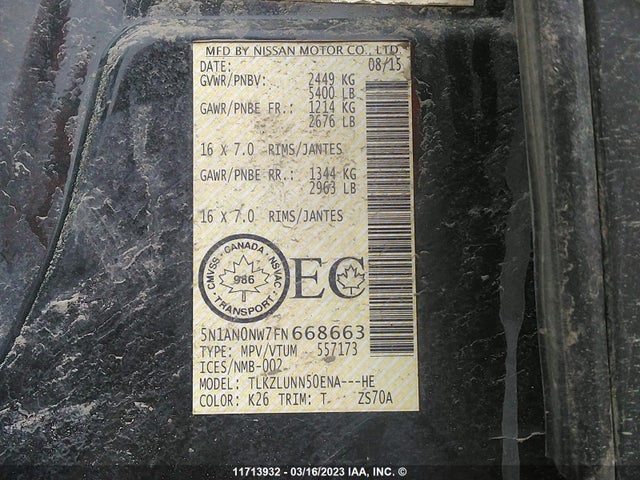 MFD BY NISSAN MOTOR CO., LTD.
DATE: 08/15
GVWR/PNBV: 2449 KG
5400 LB
GAWR/PNBE FR.: 1214 KG
2676 LB
16 X 7.0 RIMS/JANTES
GAWR/PNBE RR.: 1344 KG
2963 LB
16 X 7.0 RIMS/JANTES
CMVSS - CANADA - NSVAC
986
TRANSPORT
EC
5N1AN0NW7FN668663
TYPE: MPV/VTUM 557173
ICES/NMB-002
MODEL: TLKZLUNN50ENA---HE
COLOR: K26 TRIM: T ZS70A
11713932 - 03/16/2023 IAA, INC. ©